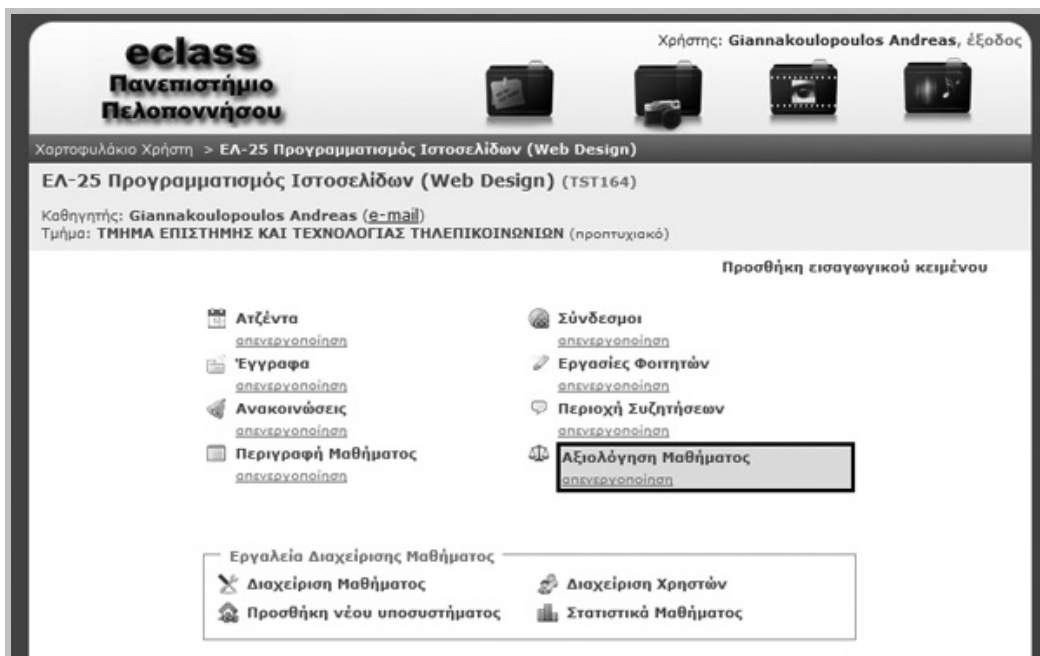 Χρήστης: Giannakoulopoulos Andreas, έξοδος
eclass
Πανεπιστήμιο
Πελοποννήσου
Χαρτοφυλάκιο Χρήστη > ΕΛ-25 Προγραμματισμός Ιστοσελίδων (Web Design)
ΕΛ-25 Προγραμματισμός Ιστοσελίδων (Web Design) (TST164)
Καθηγητής: Giannakoulopoulos Andreas (e-mail)
Τμήμα: ΤΜΗΜΑ ΕΠΙΣΤΗΜΗΣ ΚΑΙ ΤΕΧΝΟΛΟΓΙΑΣ ΤΗΛΕΠΙΚΟΙΝΩΝΙΩΝ (προπτυχιακό)
Προσθήκη εισαγωγικού κειμένου
Ατζέντα
απενεργοποίηση
Έγγραφα
απενεργοποίηση
Ανακοινώσεις
απενεργοποίηση
Περιγραφή Μαθήματος
απενεργοποίηση
Σύνδεσμοι
απενεργοποίηση
Εργασίες Φοιτητών
απενεργοποίηση
Περιοχή Συζητήσεων
απενεργοποίηση
Αξιολόγηση Μαθήματος
απενεργοποίηση
Εργαλεία Διαχείρισης Μαθήματος
Διαχείριση Μαθήματος
Διαχείριση Χρηστών
Προσθήκη νέου υποσυστήματος
Στατιστικά Μαθήματος